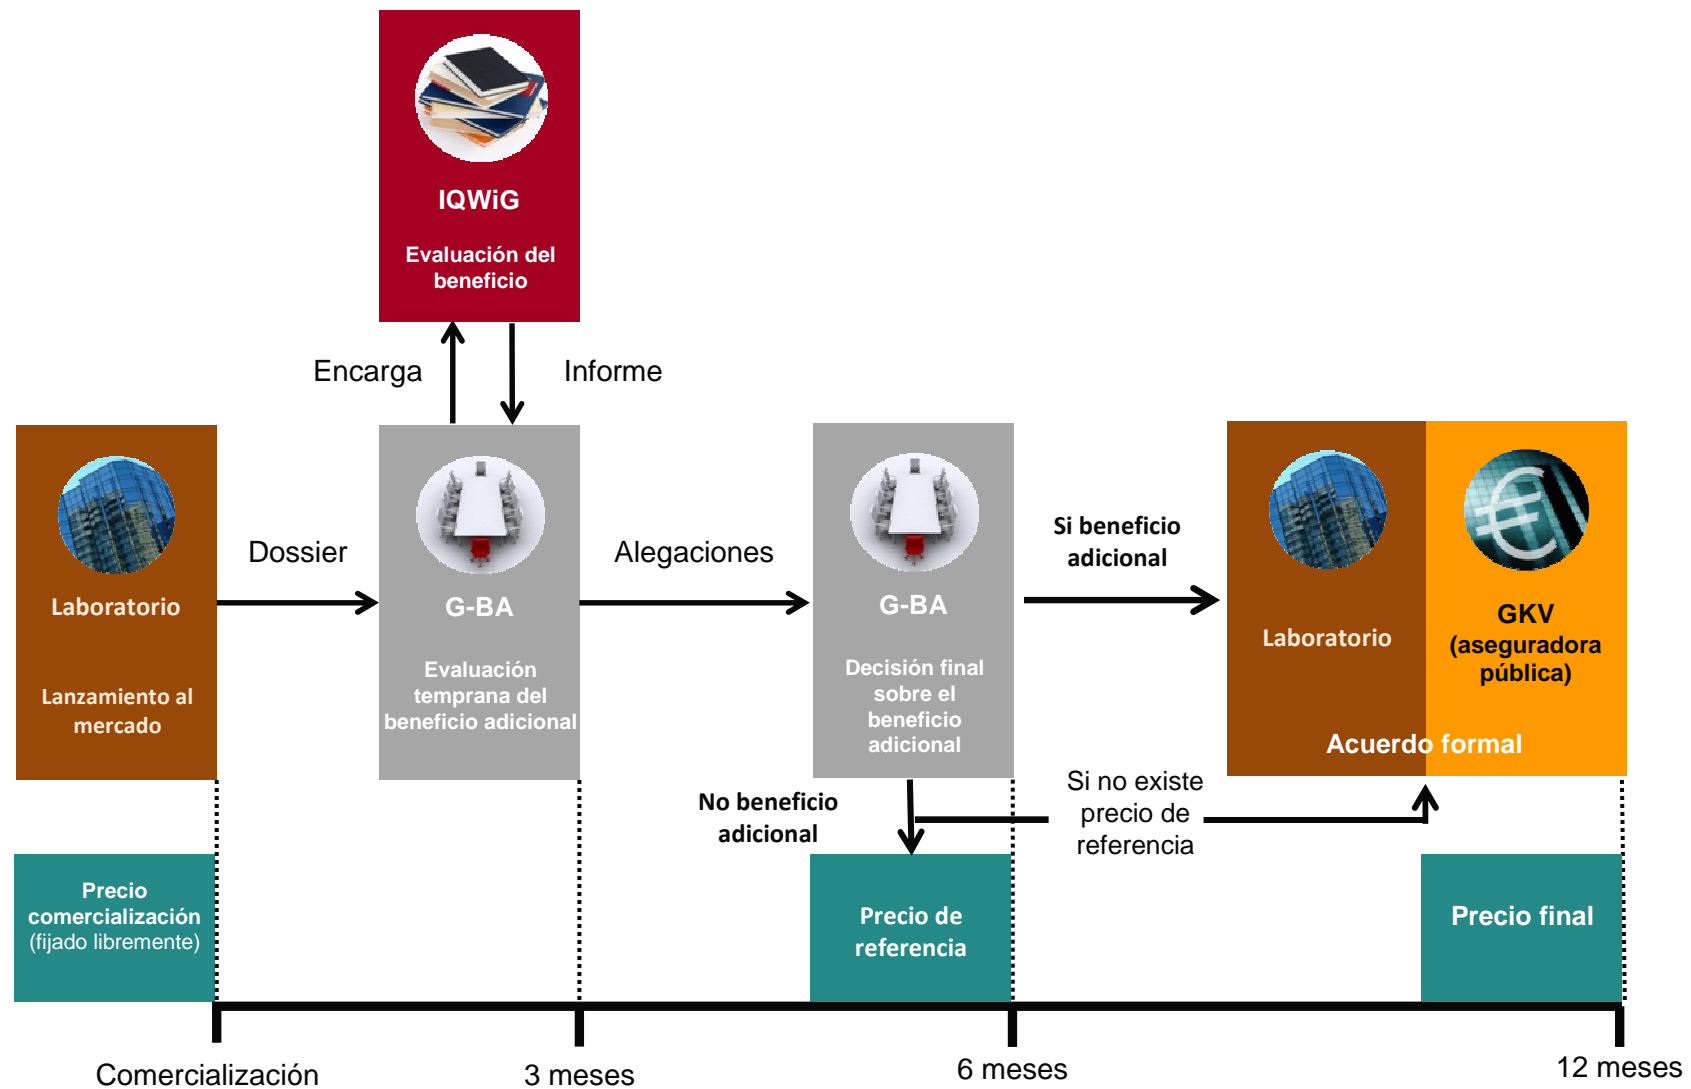 IQWiG
Evaluación del
beneficio
Encarga
Informe
Laboratorio
Lanzamiento al
mercado
Dossier
G-BA
Evaluación
temprana del
beneficio adicional
Alegaciones
G-BA
Decisión final
sobre el
beneficio
adicional
Si beneficio
adicional
Laboratorio
GKV
(aseguradora
pública)
Acuerdo formal
No beneficio
adicional
Si no existe
precio de
referencia
Precio
comercialización
(fijado libremente)
Precio de
referencia
Precio final
Comercialización
3 meses
6 meses
12 meses